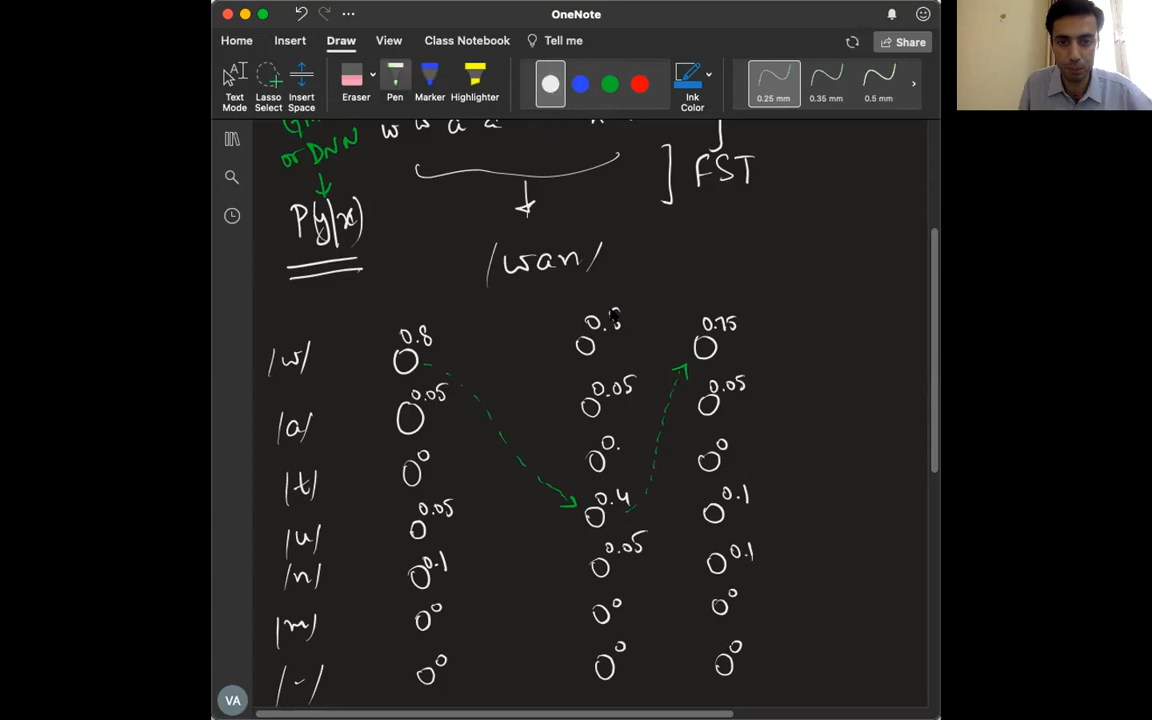 OneNote
Home Insert Draw View Class Notebook Tell me Share
Text Mode Lasso Select Insert Space Eraser Pen Marker Highlighter Ink Color 0.25 mm 0.35 mm 0.5 mm
w w a a
or DNN
] FST
P(y|x)
/wan/
/w/ 0.8 0.8 0.75
/a/ 0.05 0.05 0.05
/t/ 0 0. 0
/u/ 0.05 0.4 0.1
/n/ 0.1 0.05 0.1
/m/ 0 0 0
/-/ 0 0 0
VA